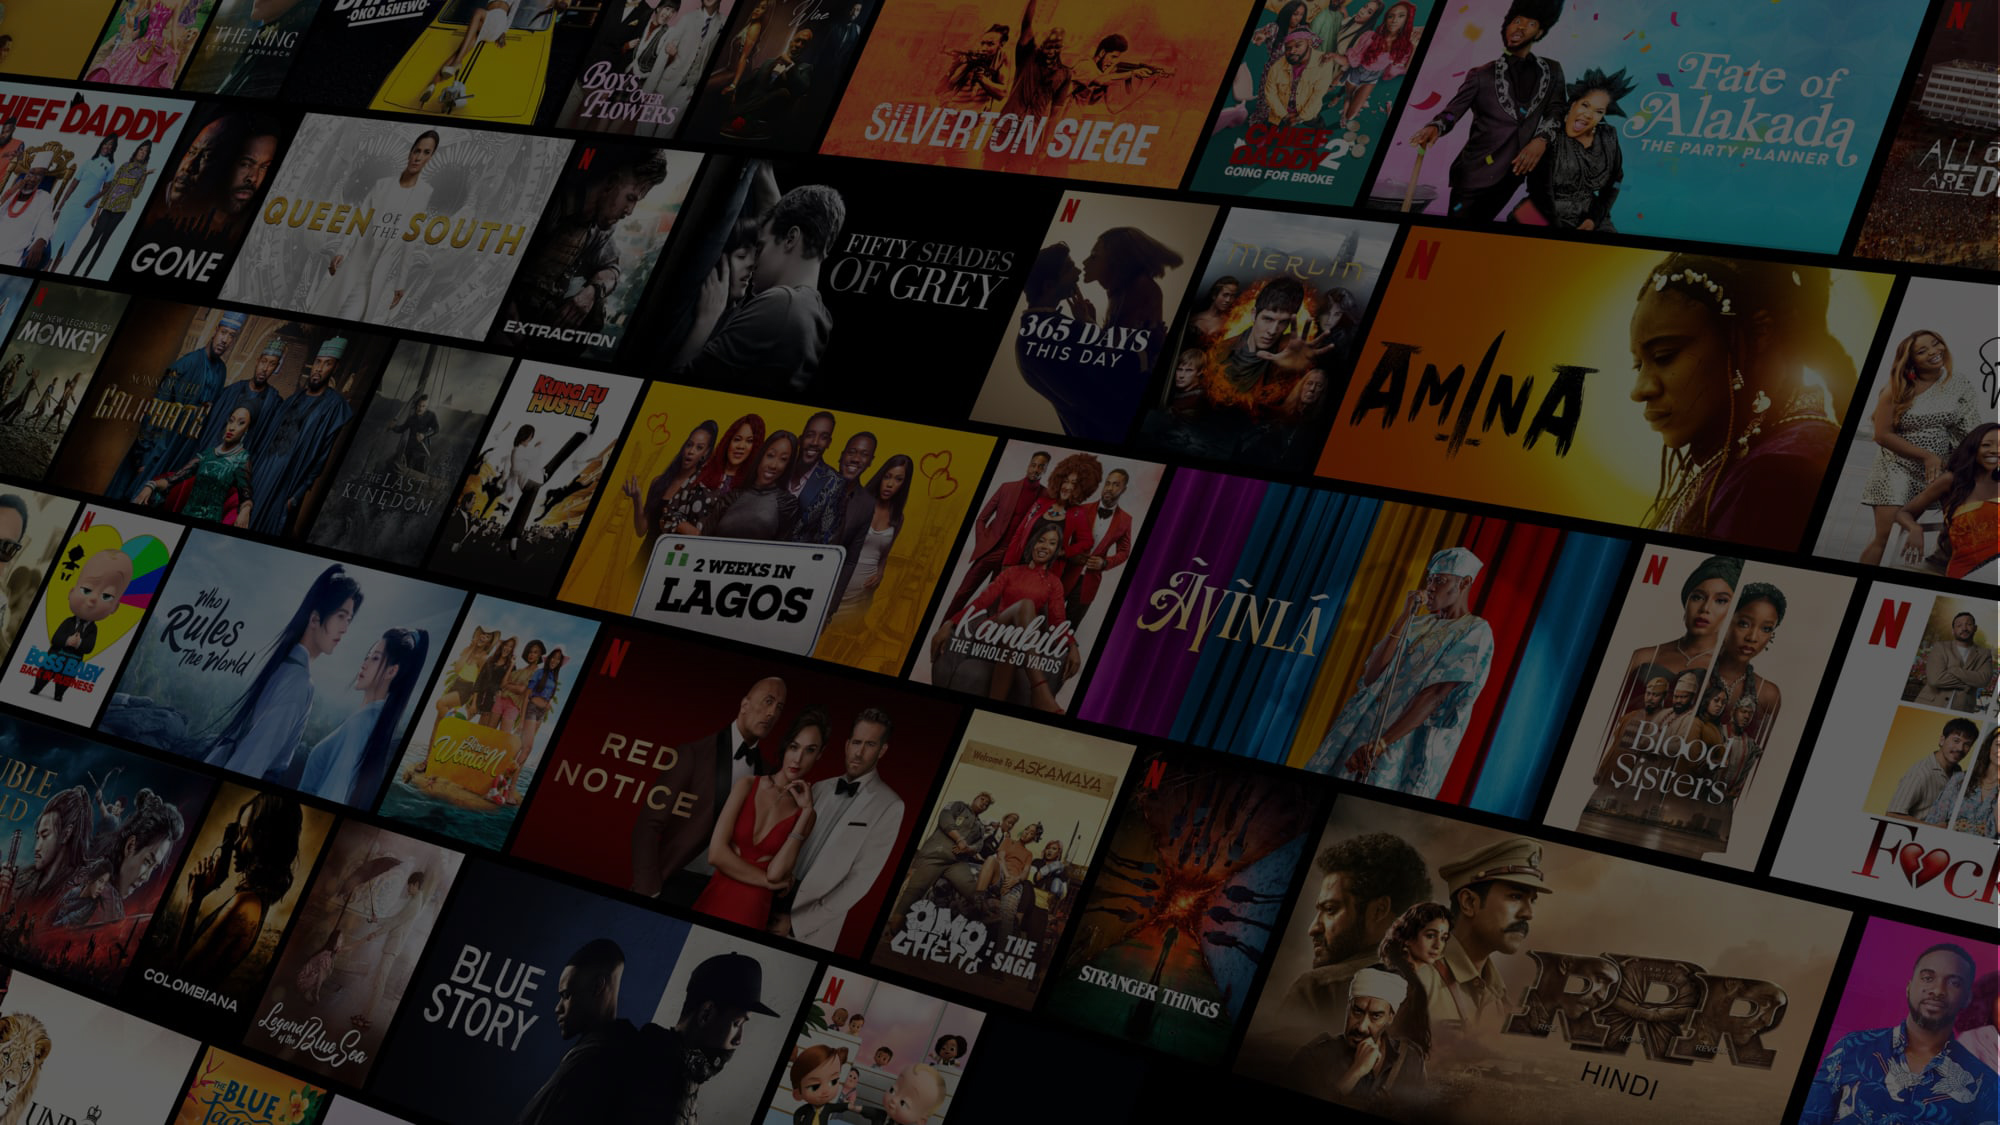 THE KING
ETERNAL MONARCH
-OKO ASHEWO-
BOYS
OVER
FLOWERS
SILVERTON SIEGE
CHIEF
DADDY 2
GOING FOR BROKE
Fate of
Alakada
THE PARTY PLANNER
N
ALL O
ARE D
HIEF DADDY
GONE
QUEEN OF THE SOUTH
N
EXTRACTION
FIFTY SHADES
OF GREY
N
365 DAYS
THIS DAY
MERLIN
N
AMINA
N
THE NEW LEGENDS OF
MONKEY
SONS OF THE
CALIPHATE
THE LAST
KINGDOM
KUNG FU
HUSTLE
2 WEEKS IN
LAGOS
Kambili
THE WHOLE 30 YARDS
ÀYÌNLÁ
N
Blood
Sisters
N
F ck
N
BOSS BABY
BACK IN BUSINESS
Who
Rules
The World
Woman
N
RED
NOTICE
Welcome To ASKAMAYA
OMO
GHETTO: THE
SAGA
N
STRANGER THINGS
RRR
HINDI
UBLE
LD
COLOMBIANA
Legend
of the Blue Sea
BLUE
STORY
N
THE
BLUE